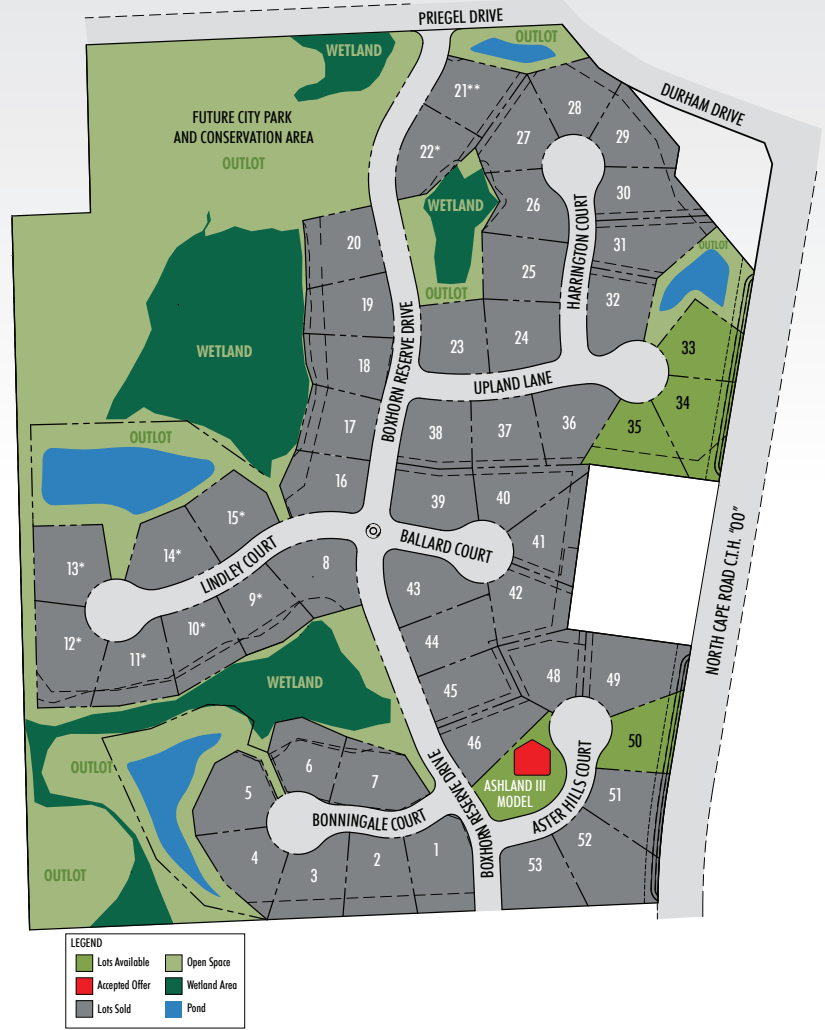 PRIEGEL DRIVE
OUTLOT
WETLAND
DURHAM DRIVE
21**
28
27
29
FUTURE CITY PARK
AND CONSERVATION AREA
OUTLOT
22*
30
WETLAND
26
20
31
OUTLOT
HARRINGTON COURT
25
OUTLOT
19
32
23
24
33
WETLAND
18
BOXHORN RESERVE DRIVE
UPLAND LANE
34
17
38
37
36
35
OUTLOT
16
39
40
15*
41
BALLARD COURT
14*
13*
LINDLEY COURT
8
43
42
9*
NORTH CAPE ROAD C.T.H. "OO"
10*
12*
11*
44
WETLAND
45
48
49
46
50
OUTLOT
6
7
5
BOXHORN RESERVE DRIVE
ASHLAND III
MODEL
ASTER HILLS COURT
51
BONNINGALE COURT
52
4
3
2
1
53
OUTLOT
LEGEND
Lots Available
Open Space
Accepted Offer
Wetland Area
Lots Sold
Pond